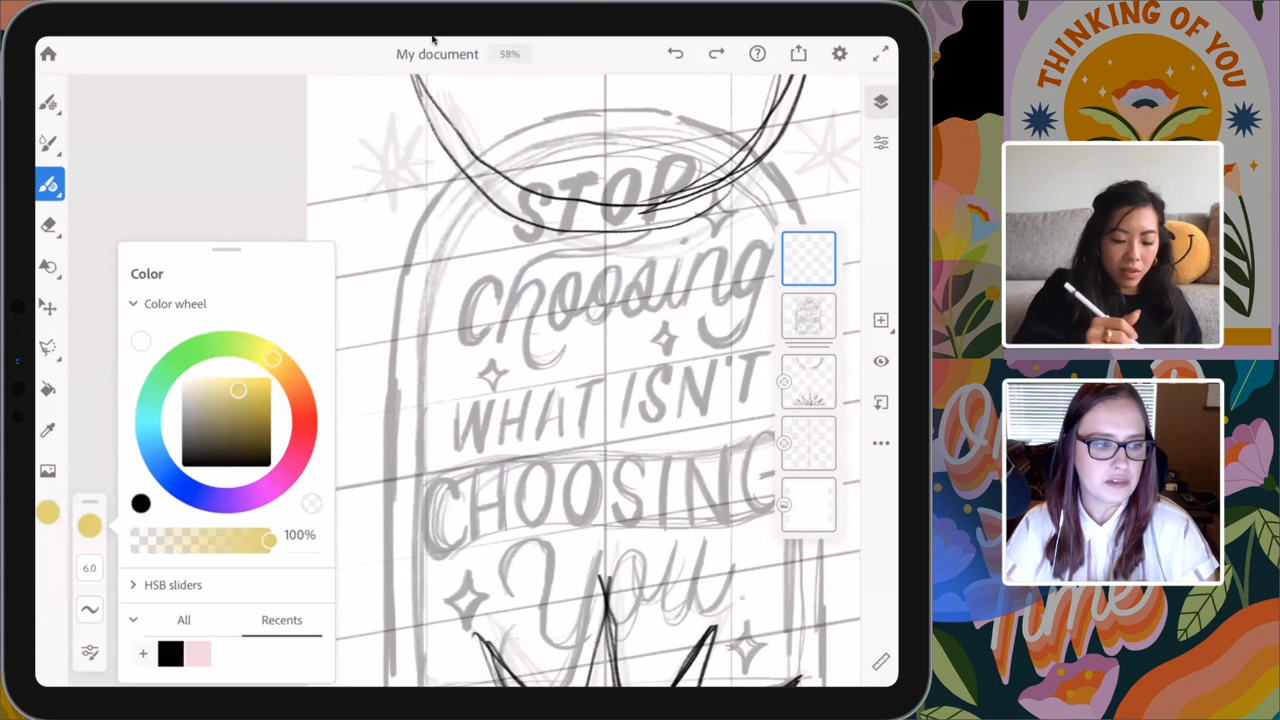 My document 58%
STOP
choosing
WHAT ISN'T
CHOOSING
You.
Color
Color wheel
100%
6.0
HSB sliders
All Recents
THINKING OF YOU
Time